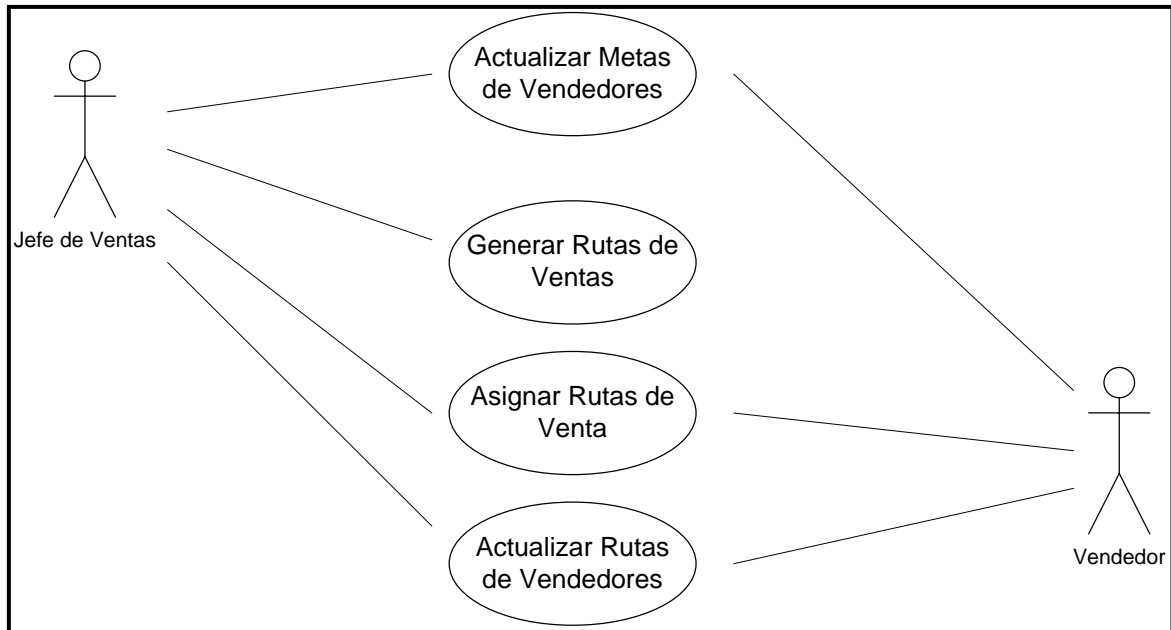 Actualizar Metas
de Vendedores
Jefe de Ventas
Generar Rutas de
Ventas
Asignar Rutas de
Venta
Actualizar Rutas
de Vendedores
Vendedor